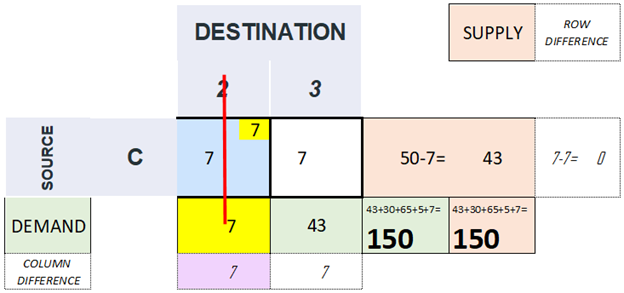 DESTINATION
SUPPLY
ROW
DIFFERENCE
2
3
SOURCE
C
7
7
7
50-7= 43
7-7= 0
DEMAND
7
43
43+30+65+5+7=
150
43+30+65+5+7=
150
COLUMN
DIFFERENCE
7
7